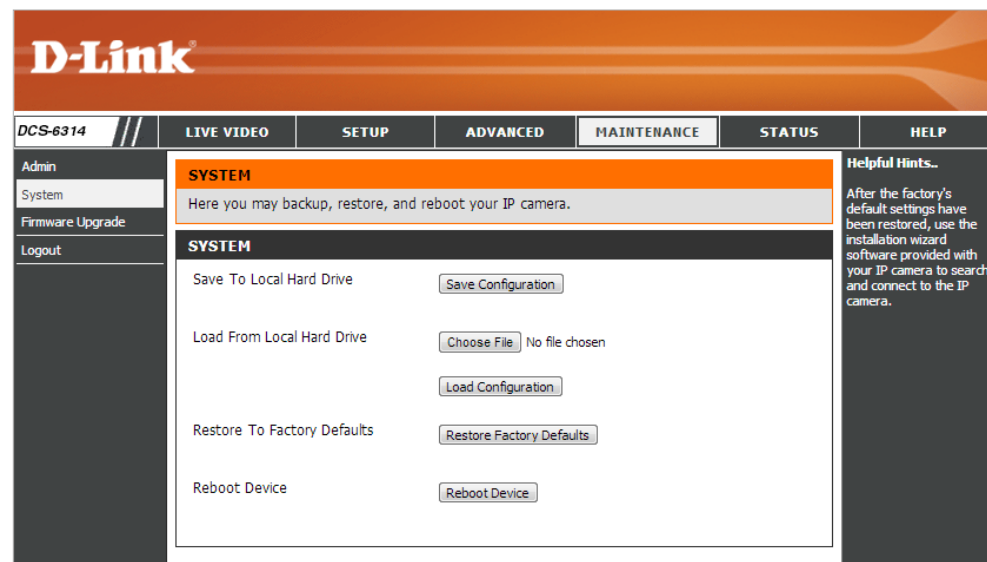 D-Link®
DCS-6314
LIVE VIDEO
SETUP
ADVANCED
MAINTENANCE
STATUS
HELP
Admin
System
Firmware Upgrade
Logout
SYSTEM
Here you may backup, restore, and reboot your IP camera.
SYSTEM
Save To Local Hard Drive
Save Configuration
Load From Local Hard Drive
Choose File No file chosen
Load Configuration
Restore To Factory Defaults
Restore Factory Defaults
Reboot Device
Reboot Device
Helpful Hints..
After the factory's
default settings have
been restored, use the
installation wizard
software provided with
your IP camera to search
and connect to the IP
camera.